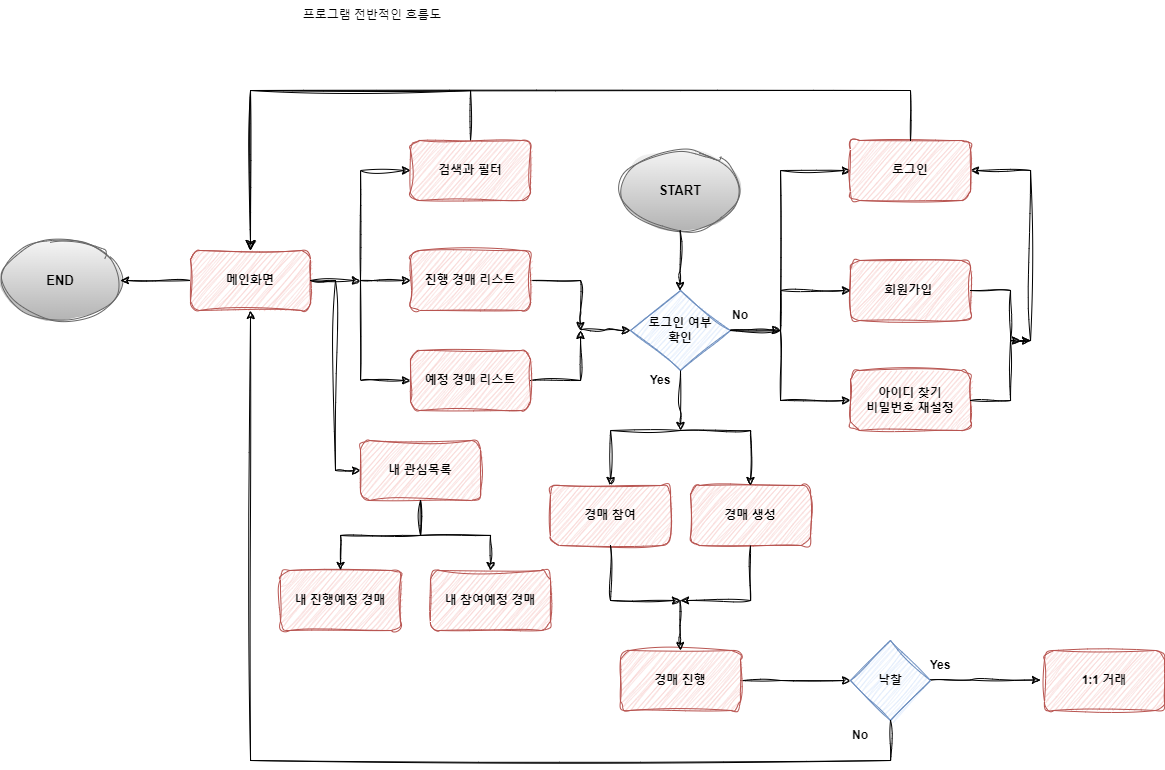 프로그램 전반적인 흐름도
검색과 필터
START
로그인
END
메인화면
진행 경매 리스트
회원가입
로그인 여부
확인
No
Yes
예정 경매 리스트
아이디 찾기
비밀번호 재설정
내 관심목록
경매 참여
경매 생성
내 진행예정 경매
내 참여예정 경매
경매 진행
낙찰
Yes
1:1 거래
No